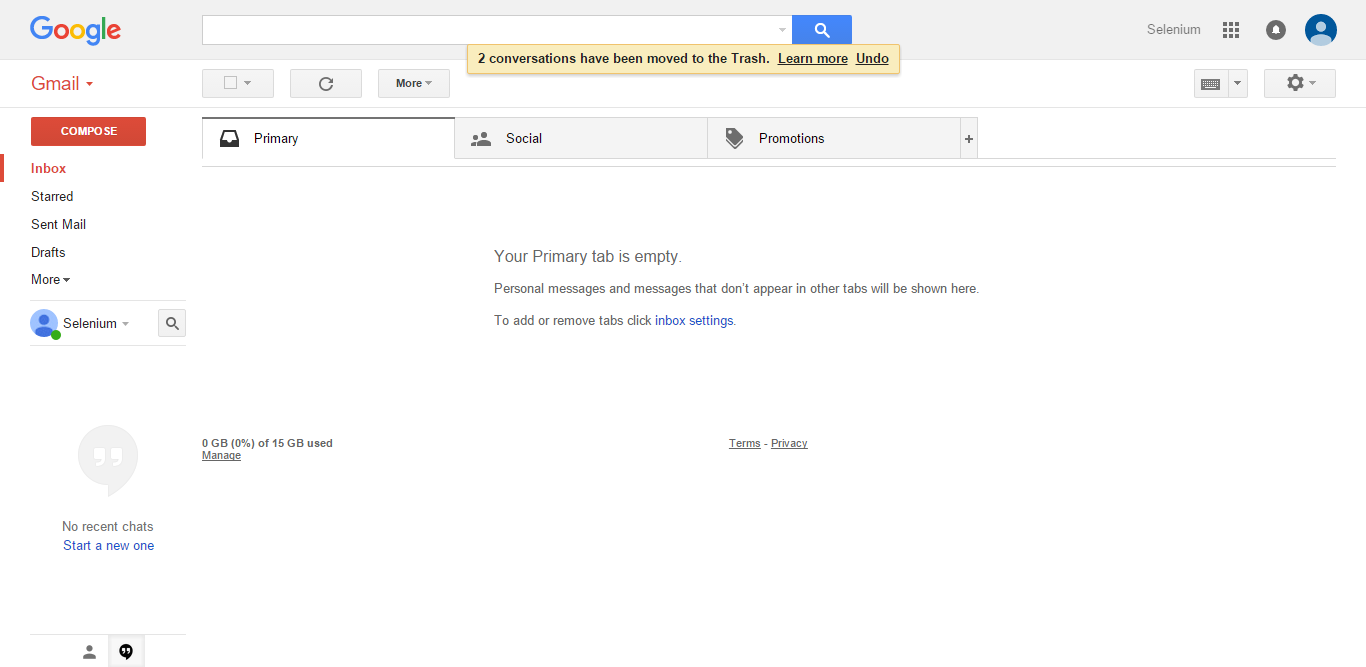 Google
Selenium
2 conversations have been moved to the Trash. Learn more Undo
Gmail
More
COMPOSE
Primary
Social
Promotions
+
Inbox
Starred
Sent Mail
Drafts
More
Your Primary tab is empty.
Personal messages and messages that don't appear in other tabs will be shown here.
To add or remove tabs click inbox settings.
Selenium
0 GB (0%) of 15 GB used
Manage
Terms - Privacy
No recent chats
Start a new one